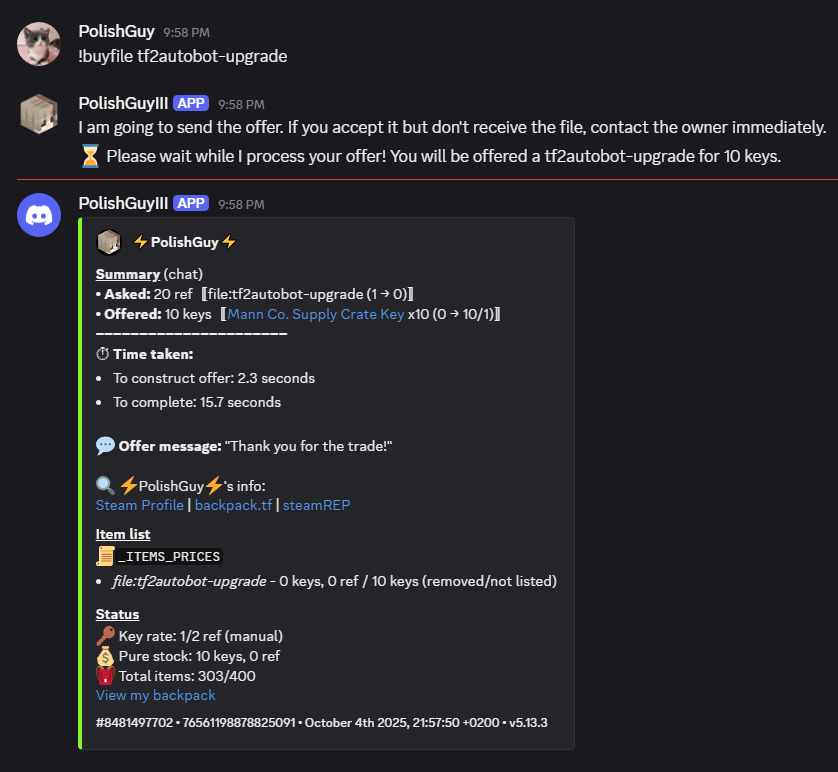 PolishGuy 9:58 PM
!buyfile tf2autobot-upgrade
PolishGuyIII APP 9:58 PM
I am going to send the offer. If you accept it but don't receive the file, contact the owner immediately.
⌛ Please wait while I process your offer! You will be offered a tf2autobot-upgrade for 10 keys.
PolishGuyIII APP 9:58 PM
⚡PolishGuy⚡
Summary (chat)
• Asked: 20 ref 〚file:tf2autobot-upgrade (1 → 0)〛
• Offered: 10 keys 〚Mann Co. Supply Crate Key x10 (0 → 10/1)〛
──────────────────────
⏱ Time taken:
• To construct offer: 2.3 seconds
• To complete: 15.7 seconds
💬 Offer message: "Thank you for the trade!"
🔍 ⚡PolishGuy⚡'s info:
Steam Profile | backpack.tf | steamREP
Item list
📜 _ITEMS_PRICES
• file:tf2autobot-upgrade - 0 keys, 0 ref / 10 keys (removed/not listed)
Status
🔑 Key rate: 1/2 ref (manual)
💰 Pure stock: 10 keys, 0 ref
🎒 Total items: 303/400
View my backpack
#8481497702 • 76561198878825091 • October 4th 2025, 21:57:50 +0200 • v5.13.3